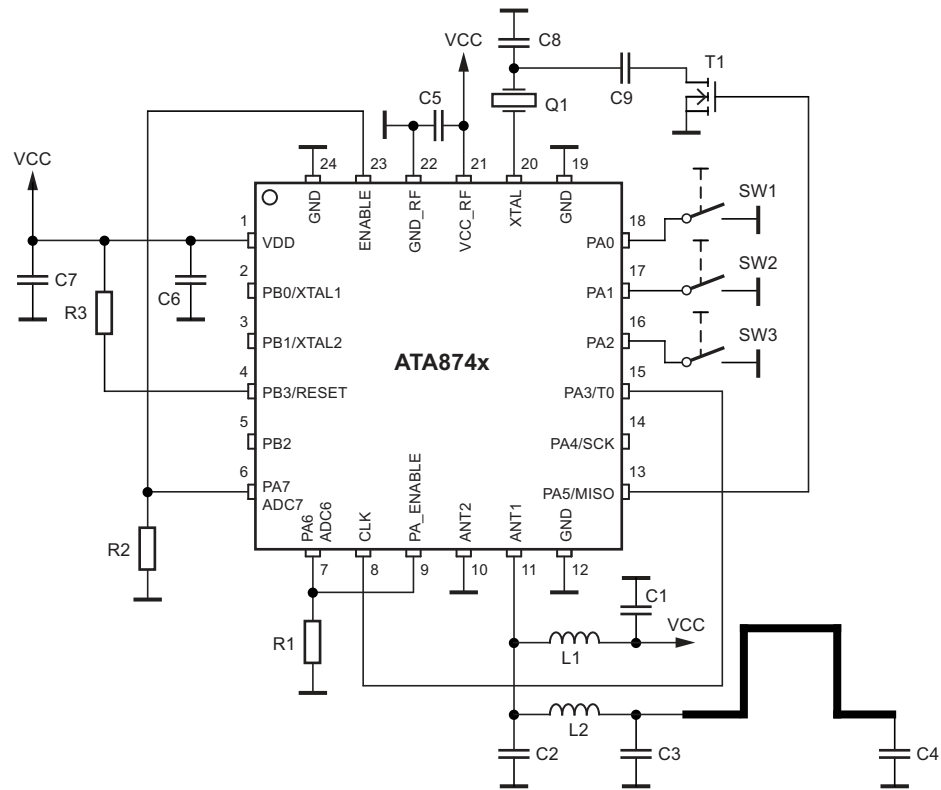 C8
VCC
T1
C5
Q1
C9
24
23
22
21
20
19
VCC
GND
ENABLE
GND_RF
VCC_RF
XTAL
GND
SW1
1
VDD
18
PA0
C7
C6
R3
2
PB0/XTAL1
17
PA1
SW2
3
PB1/XTAL2
16
PA2
SW3
ATA874x
4
PB3/RESET
15
PA3/T0
5
PB2
14
PA4/SCK
6
PA7
ADC7
13
PA5/MISO
R2
PA6
ADC6
CLK
PA_ENABLE
ANT2
ANT1
GND
7
8
9
10
11
12
C1
VCC
R1
L1
L2
C2
C3
C4